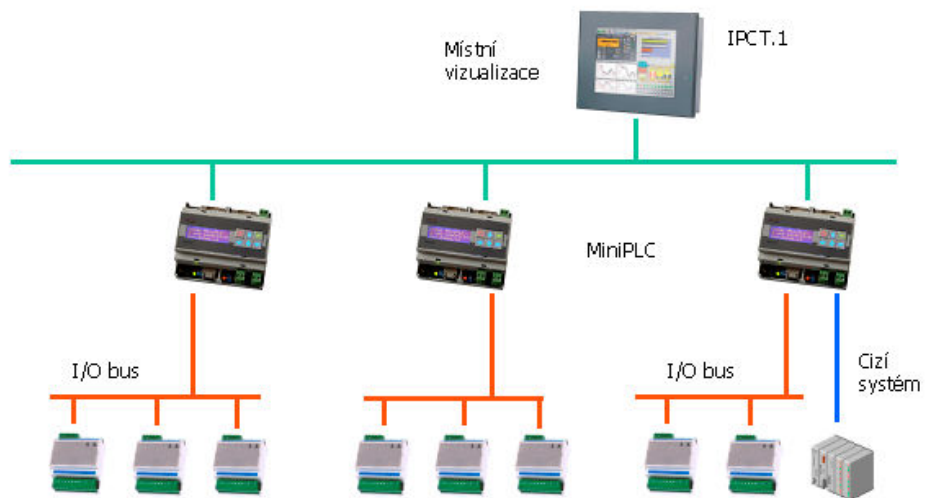 IPCT.1
Místní
vizualizace
MiniPLC
I/O bus
I/O bus
Cizí
systém